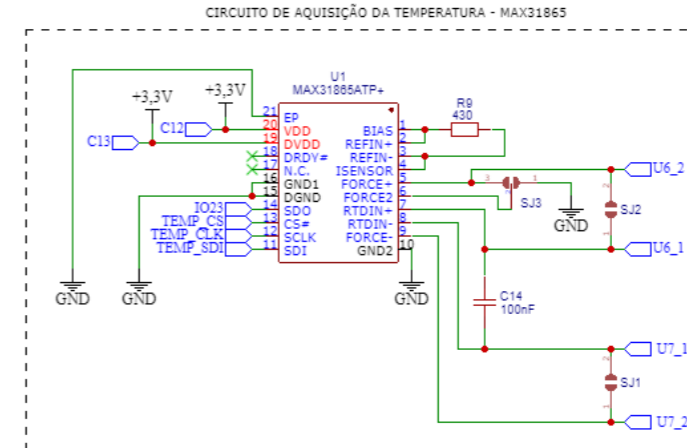 CIRCUITO DE AQUISIÇÃO DA TEMPERATURA - MAX31865
U1
MAX31865ATP+
+3,3V
+3,3V
C13
C12
21 EP
20 VDD
19 DVDD
18 DRDY#
17 N.C.
16 GND1
15 DGND
14 SDO
13 CS#
12 SCLK
11 SDI
IO23
TEMP_CS
TEMP_CLK
TEMP_SDI
BIAS 1
REFIN+ 2
REFIN- 3
ISENSOR 4
FORCE+ 5
FORCE2 6
RTDIN+ 7
RTDIN- 8
FORCE- 9
GND2 10
R9
430
3
1
SJ3
GND
2
SJ2
1
U6_2
U6_1
C14
100nF
U7_1
2
SJ1
1
U7_2
GND
GND
GND